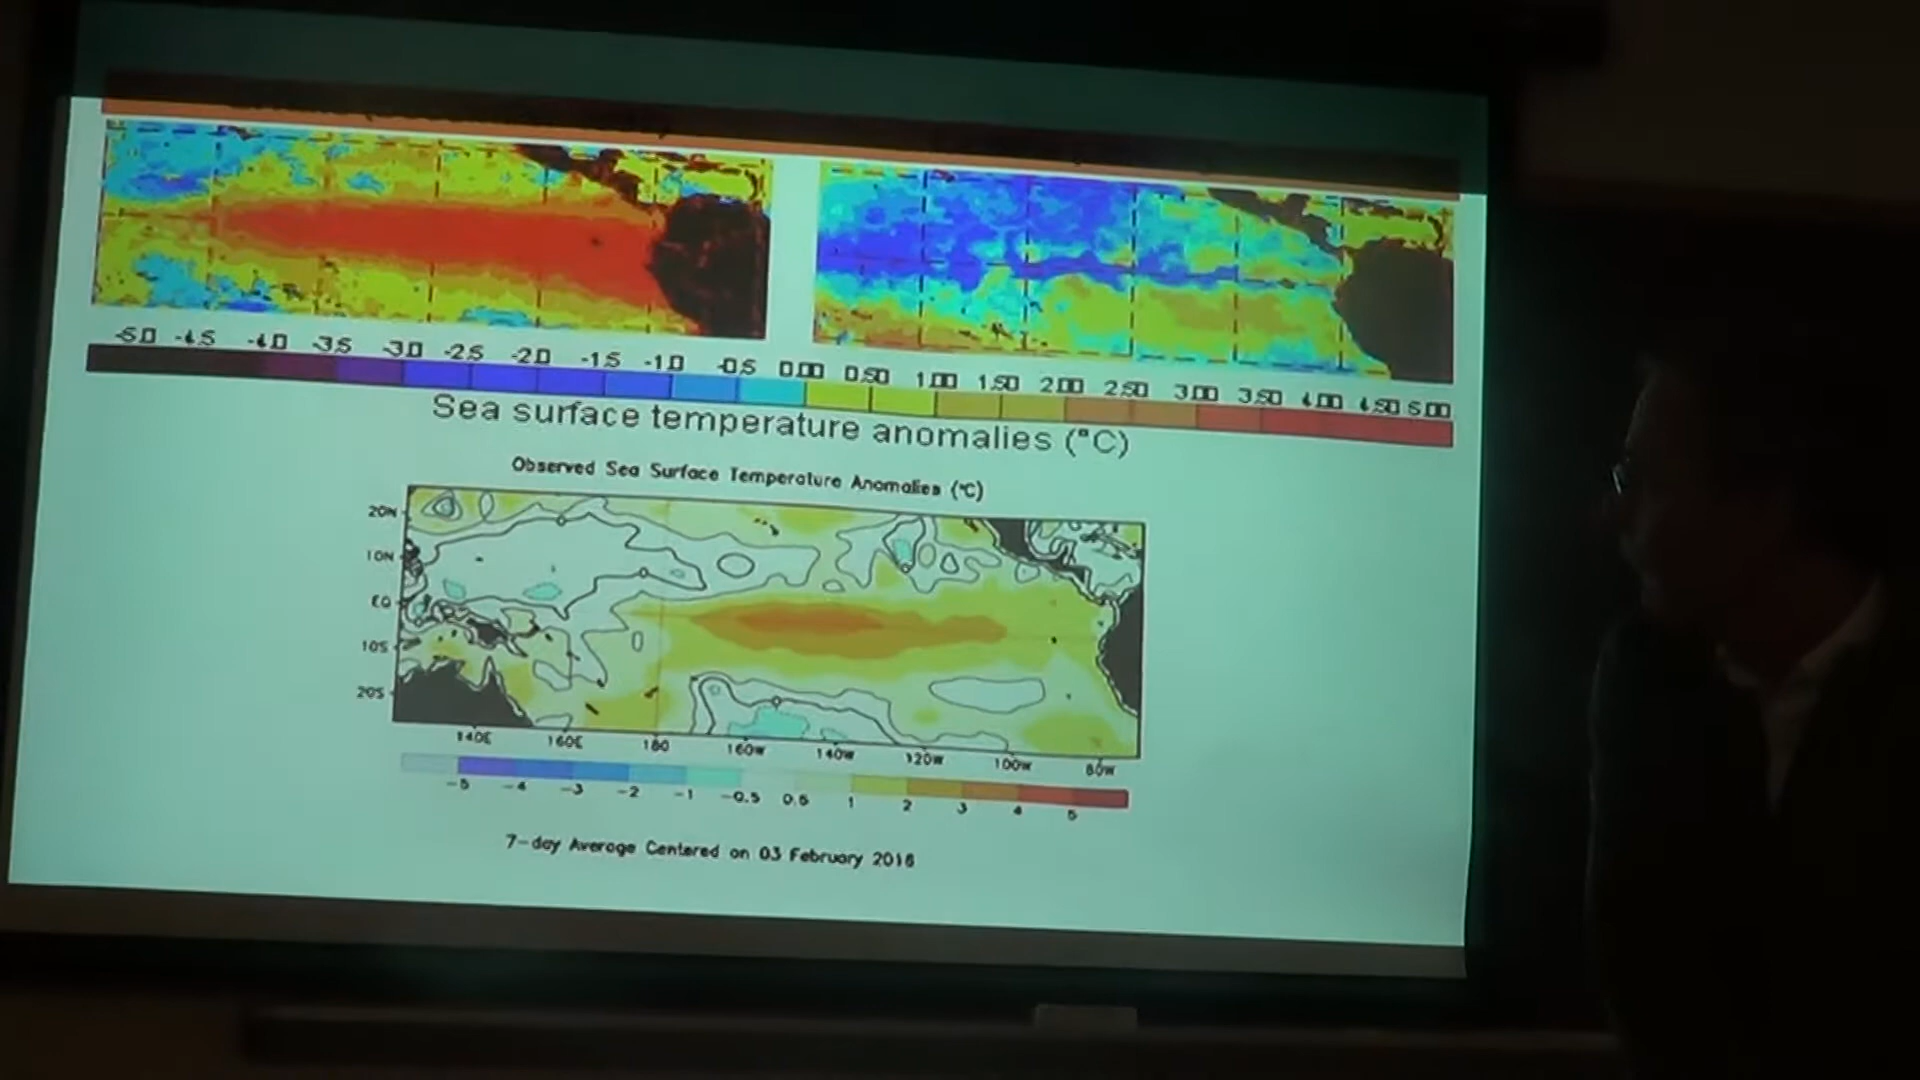 -5.0 -4.5 -4.0 -3.5 -3.0 -2.5 -2.0 -1.5 -1.0 -0.5 0.00 0.50 1.00 1.50 2.00 2.50 3.00 3.50 4.00 4.50 5.00
Sea surface temperature anomalies (°C)
Observed Sea Surface Temperature Anomalies (°C)
20N
10N
EQ
10S
20S
140E 160E 180 160W 140W 120W 100W 80W
-5 -4 -3 -2 -1 -0.5 0.5 1 2 3 4 5
7-day Average Centered on 03 February 2016